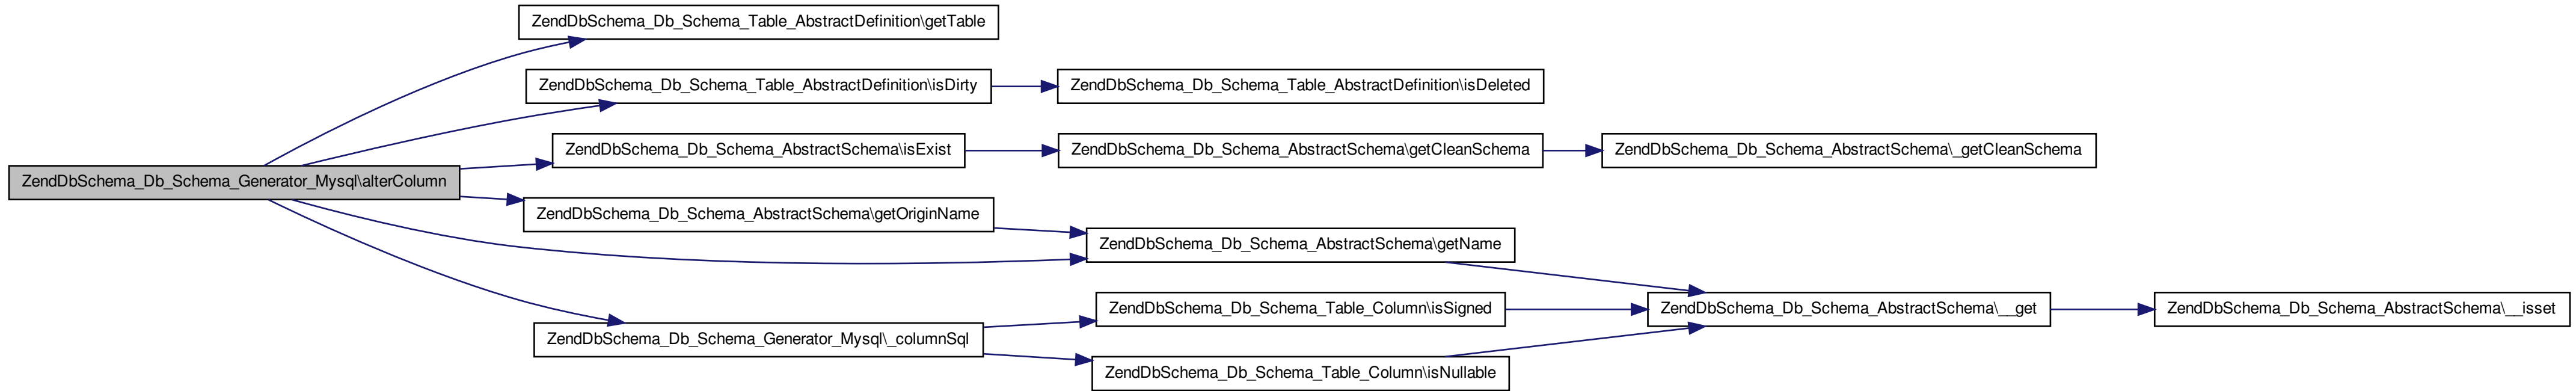 ZendDbSchema_Db_Schema_Table_AbstractDefinition\getTable
ZendDbSchema_Db_Schema_Table_AbstractDefinition\isDirty
ZendDbSchema_Db_Schema_Table_AbstractDefinition\isDeleted
ZendDbSchema_Db_Schema_AbstractSchema\isExist
ZendDbSchema_Db_Schema_AbstractSchema\getCleanSchema
ZendDbSchema_Db_Schema_AbstractSchema\_getCleanSchema
ZendDbSchema_Db_Schema_Generator_Mysql\alterColumn
ZendDbSchema_Db_Schema_AbstractSchema\getOriginName
ZendDbSchema_Db_Schema_AbstractSchema\getName
ZendDbSchema_Db_Schema_Table_Column\isSigned
ZendDbSchema_Db_Schema_AbstractSchema\__get
ZendDbSchema_Db_Schema_AbstractSchema\__isset
ZendDbSchema_Db_Schema_Generator_Mysql\_columnSql
ZendDbSchema_Db_Schema_Table_Column\isNullable